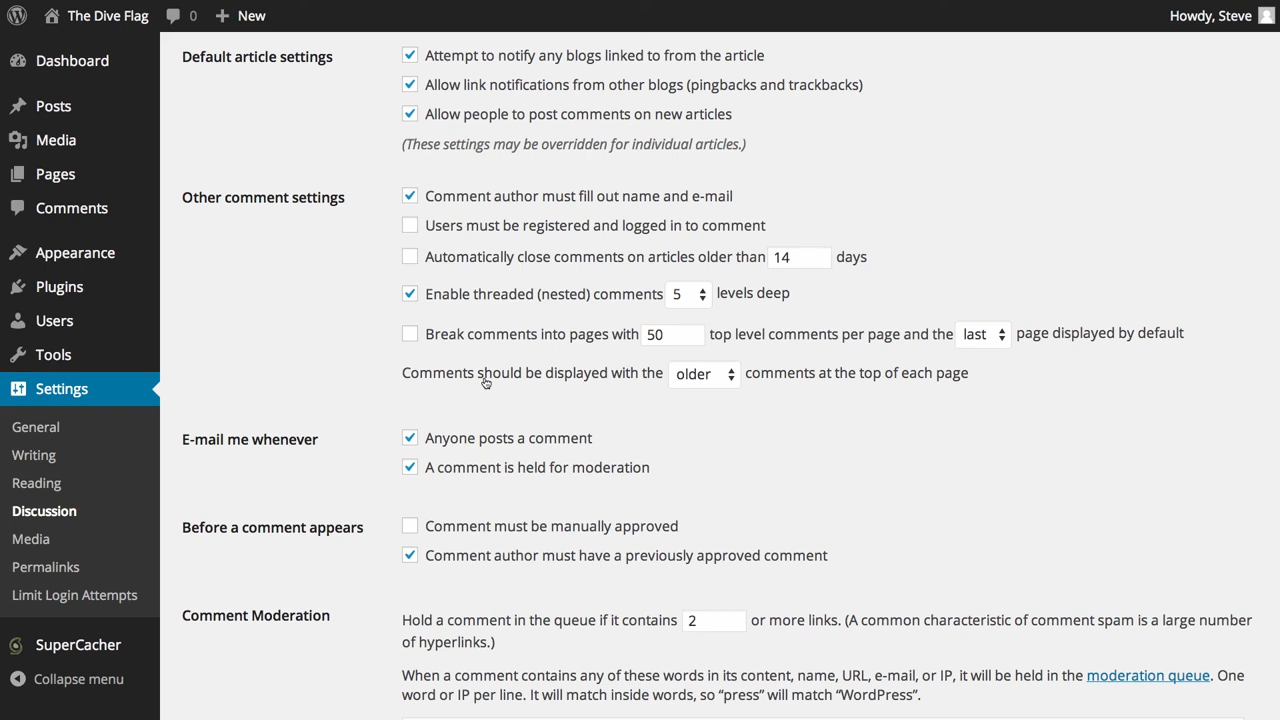 The Dive Flag 0 New Howdy, Steve
Dashboard
Posts
Media
Pages
Comments
Appearance
Plugins
Users
Tools
Settings
General
Writing
Reading
Discussion
Media
Permalinks
Limit Login Attempts
SuperCacher
Collapse menu
Default article settings
Attempt to notify any blogs linked to from the article
Allow link notifications from other blogs (pingbacks and trackbacks)
Allow people to post comments on new articles
(These settings may be overridden for individual articles.)
Other comment settings
Comment author must fill out name and e-mail
Users must be registered and logged in to comment
Automatically close comments on articles older than 14 days
Enable threaded (nested) comments 5 levels deep
Break comments into pages with 50 top level comments per page and the last page displayed by default
Comments should be displayed with the older comments at the top of each page
E-mail me whenever
Anyone posts a comment
A comment is held for moderation
Before a comment appears
Comment must be manually approved
Comment author must have a previously approved comment
Comment Moderation
Hold a comment in the queue if it contains 2 or more links. (A common characteristic of comment spam is a large number
of hyperlinks.)
When a comment contains any of these words in its content, name, URL, e-mail, or IP, it will be held in the moderation queue. One
word or IP per line. It will match inside words, so “press” will match “WordPress”.